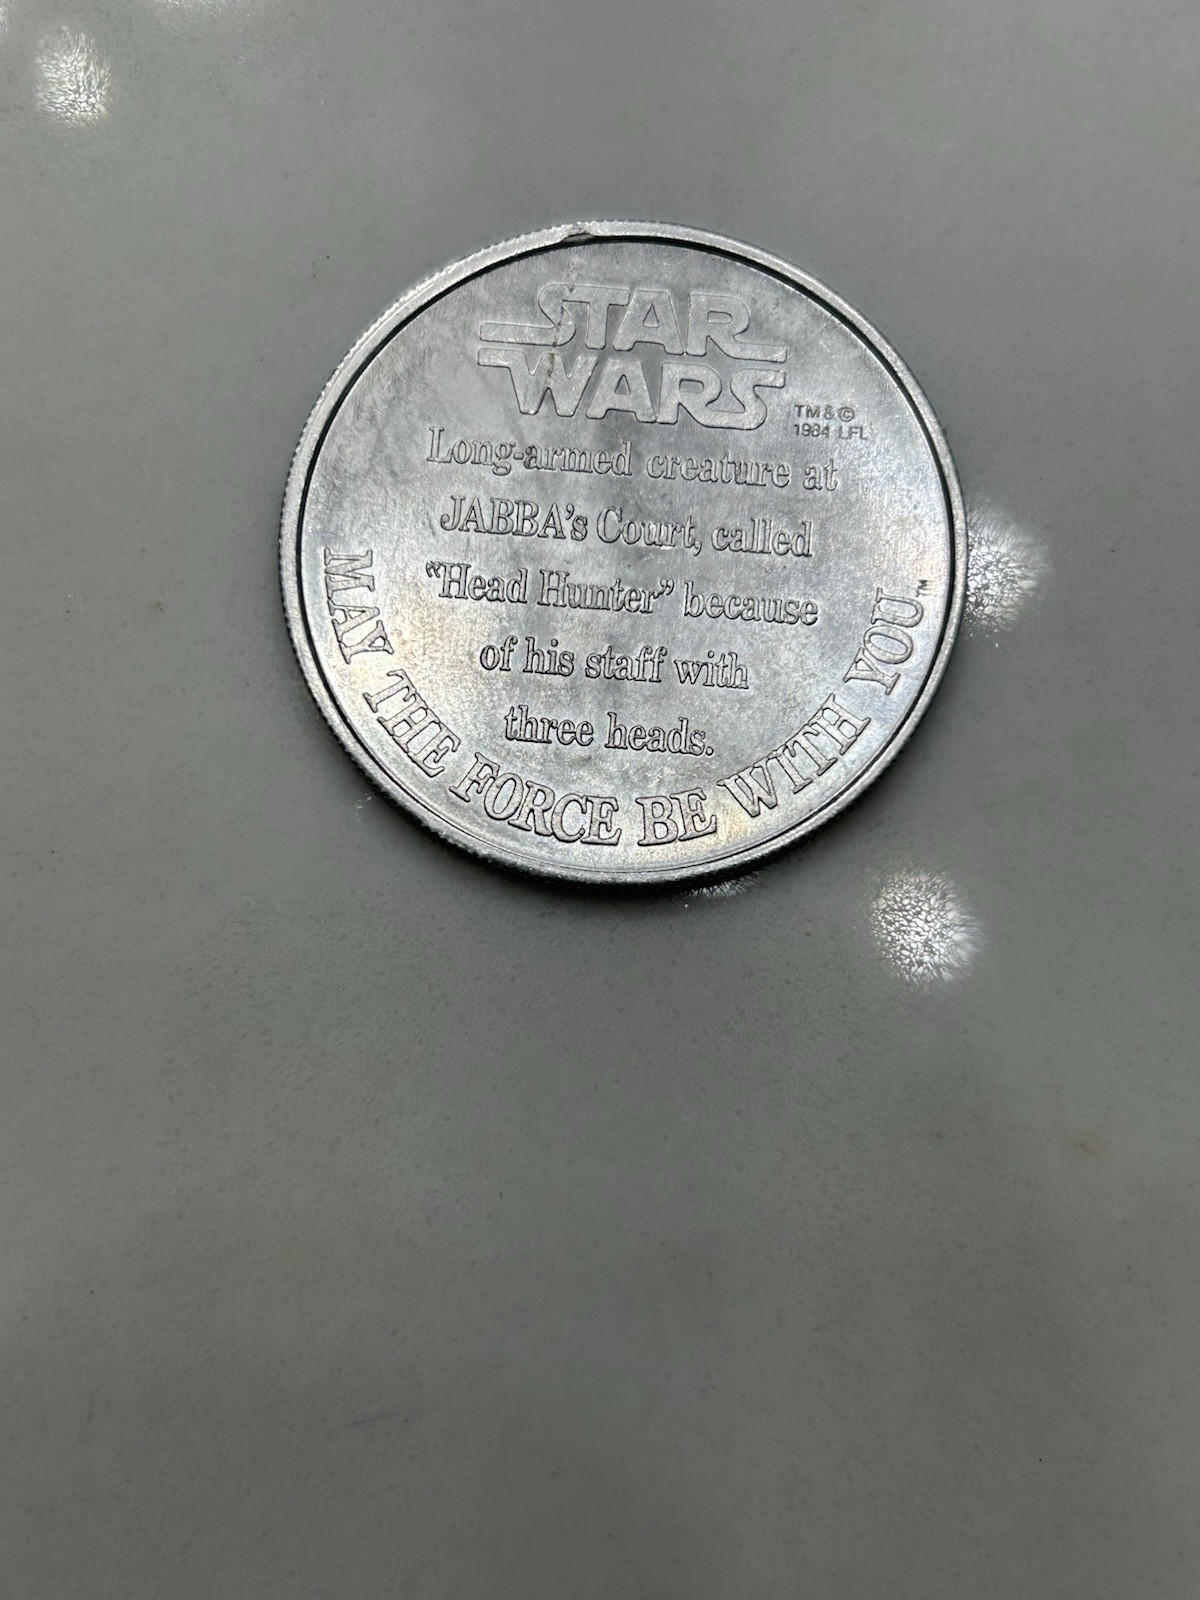 STAR
WARS
TM & ©
1984 LFL
Long-armed creature at
JABBA's Court, called
"Head Hunter" because
of his staff with
three heads.
MAY THE FORCE BE WITH YOU™